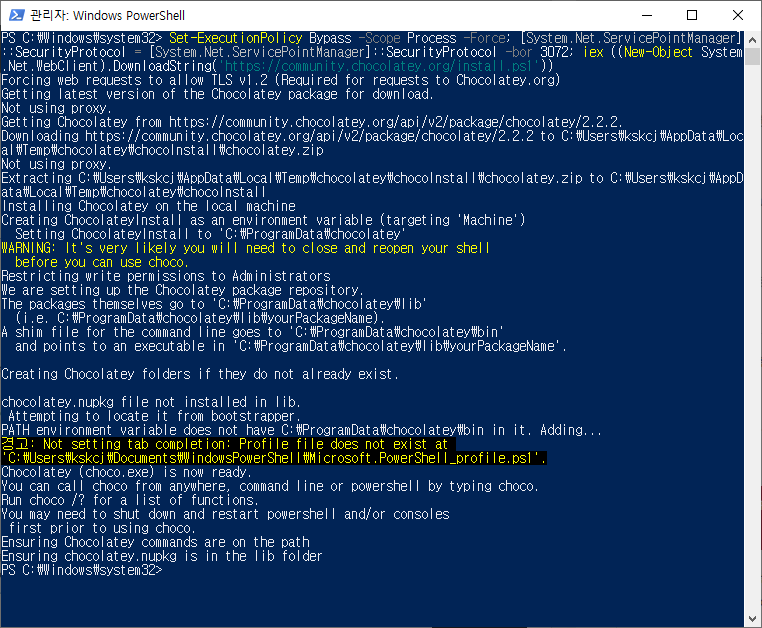 관리자: Windows PowerShell
PS C:₩Windows₩system32> Set-ExecutionPolicy Bypass -Scope Process -Force; [System.Net.ServicePointManager]
::SecurityProtocol = [System.Net.ServicePointManager]::SecurityProtocol -bor 3072; iex ((New-Object System
.Net.WebClient).DownloadString('https://community.chocolatey.org/install.ps1'))
Forcing web requests to allow TLS v1.2 (Required for requests to Chocolatey.org)
Getting latest version of the Chocolatey package for download.
Not using proxy.
Getting Chocolatey from https://community.chocolatey.org/api/v2/package/chocolatey/2.2.2.
Downloading https://community.chocolatey.org/api/v2/package/chocolatey/2.2.2 to C:₩Users₩kskcj₩AppData₩Loc
al₩Temp₩chocolatey₩chocoInstall₩chocolatey.zip
Not using proxy.
Extracting C:₩Users₩kskcj₩AppData₩Local₩Temp₩chocolatey₩chocoInstall₩chocolatey.zip to C:₩Users₩kskcj₩AppD
ata₩Local₩Temp₩chocolatey₩chocoInstall
Installing Chocolatey on the local machine
Creating ChocolateyInstall as an environment variable (targeting 'Machine')
  Setting ChocolateyInstall to 'C:₩ProgramData₩chocolatey'
WARNING: It's very likely you will need to close and reopen your shell
  before you can use choco.
Restricting write permissions to Administrators
We are setting up the Chocolatey package repository.
The packages themselves go to 'C:₩ProgramData₩chocolatey₩lib'
  (i.e. C:₩ProgramData₩chocolatey₩lib₩yourPackageName).
A shim file for the command line goes to 'C:₩ProgramData₩chocolatey₩bin'
  and points to an executable in 'C:₩ProgramData₩chocolatey₩lib₩yourPackageName'.
Creating Chocolatey folders if they do not already exist.
chocolatey.nupkg file not installed in lib.
 Attempting to locate it from bootstrapper.
PATH environment variable does not have C:₩ProgramData₩chocolatey₩bin in it. Adding...
경고: Not setting tab completion: Profile file does not exist at
'C:₩Users₩kskcj₩Documents₩WindowsPowerShell₩Microsoft.PowerShell_profile.ps1'.
Chocolatey (choco.exe) is now ready.
You can call choco from anywhere, command line or powershell by typing choco.
Run choco /? for a list of functions.
You may need to shut down and restart powershell and/or consoles
 first prior to using choco.
Ensuring Chocolatey commands are on the path
Ensuring chocolatey.nupkg is in the lib folder
PS C:₩Windows₩system32>